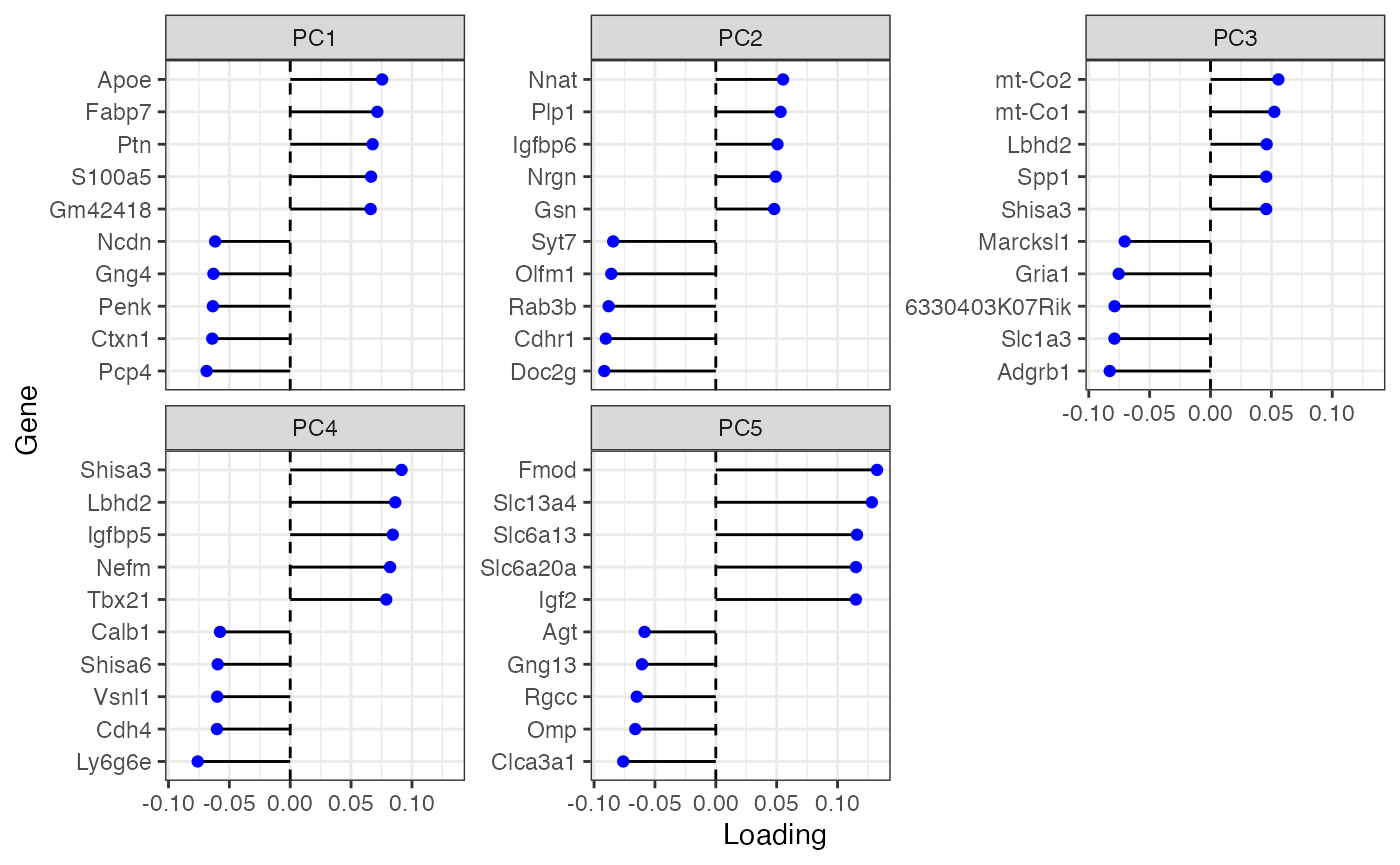 PC1
Apoe
Fabp7
Ptn
S100a5
Gm42418
Ncdn
Gng4
Penk
Ctxn1
Pcp4
PC2
Nnat
Plp1
Igfbp6
Nrgn
Gsn
Syt7
Olfm1
Rab3b
Cdhr1
Doc2g
PC3
mt-Co2
mt-Co1
Lbhd2
Spp1
Shisa3
Marcksl1
Gria1
6330403K07Rik
Slc1a3
Adgrb1
-0.10 -0.05 0.00 0.05 0.10
Gene
PC4
Shisa3
Lbhd2
Igfbp5
Nefm
Tbx21
Calb1
Shisa6
Vsnl1
Cdh4
Ly6g6e
-0.10 -0.05 0.00 0.05 0.10
PC5
Fmod
Slc13a4
Slc6a13
Slc6a20a
Igf2
Agt
Gng13
Rgcc
Omp
Clca3a1
-0.10 -0.05 0.00 0.05 0.10
Loading